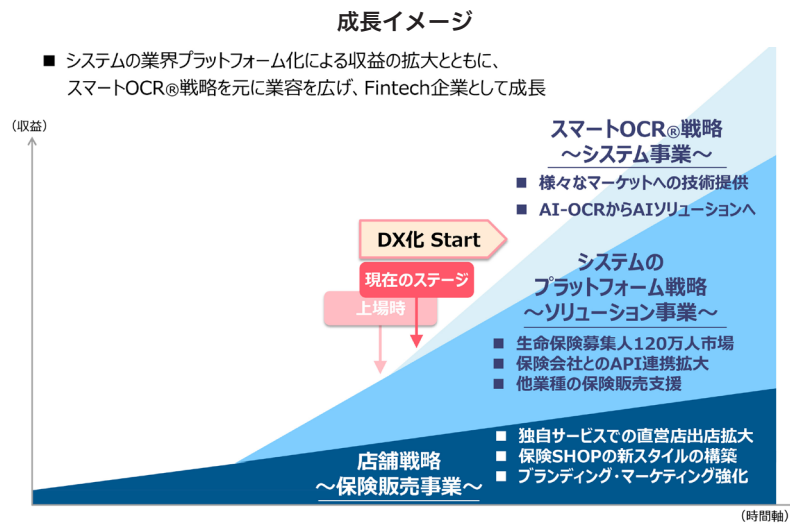 成長イメージ
■ システムの業界プラットフォーム化による収益の拡大とともに、
スマートOCR®戦略を元に業容を広げ、Fintech企業として成長
（収益）
スマートOCR®戦略
～システム事業～
■ 様々なマーケットへの技術提供
■ AI-OCRからAIソリューションへ
DX化 Start
現在のステージ
上場時
システムの
プラットフォーム戦略
～ソリューション事業～
■ 生命保険募集人120万人市場
■ 保険会社とのAPI連携拡大
■ 他業種の保険販売支援
店舗戦略
～保険販売事業～
■ 独自サービスでの直営店出店拡大
■ 保険SHOPの新スタイルの構築
■ ブランディング・マーケティング強化
（時間軸）